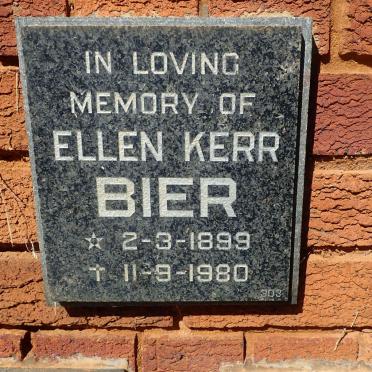 IN LOVING
MEMORY OF
ELLEN KERR
BIER
☆ 2-3-1899
† 11-9-1980
303